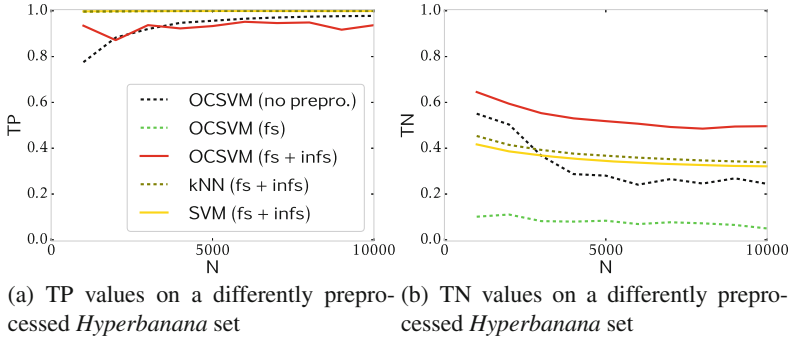 1.0
0.8
0.6
0.4
0.2
0.0
TP
0
5000
10000
N
OCSVM (no prepro.)
OCSVM (fs)
OCSVM (fs + infs)
kNN (fs + infs)
SVM (fs + infs)
1.0
0.8
0.6
0.4
0.2
0.0
TN
0
5000
10000
N
(a) TP values on a differently prepro-
cessed Hyperbanana set
(b) TN values on a differently prepro-
cessed Hyperbanana set